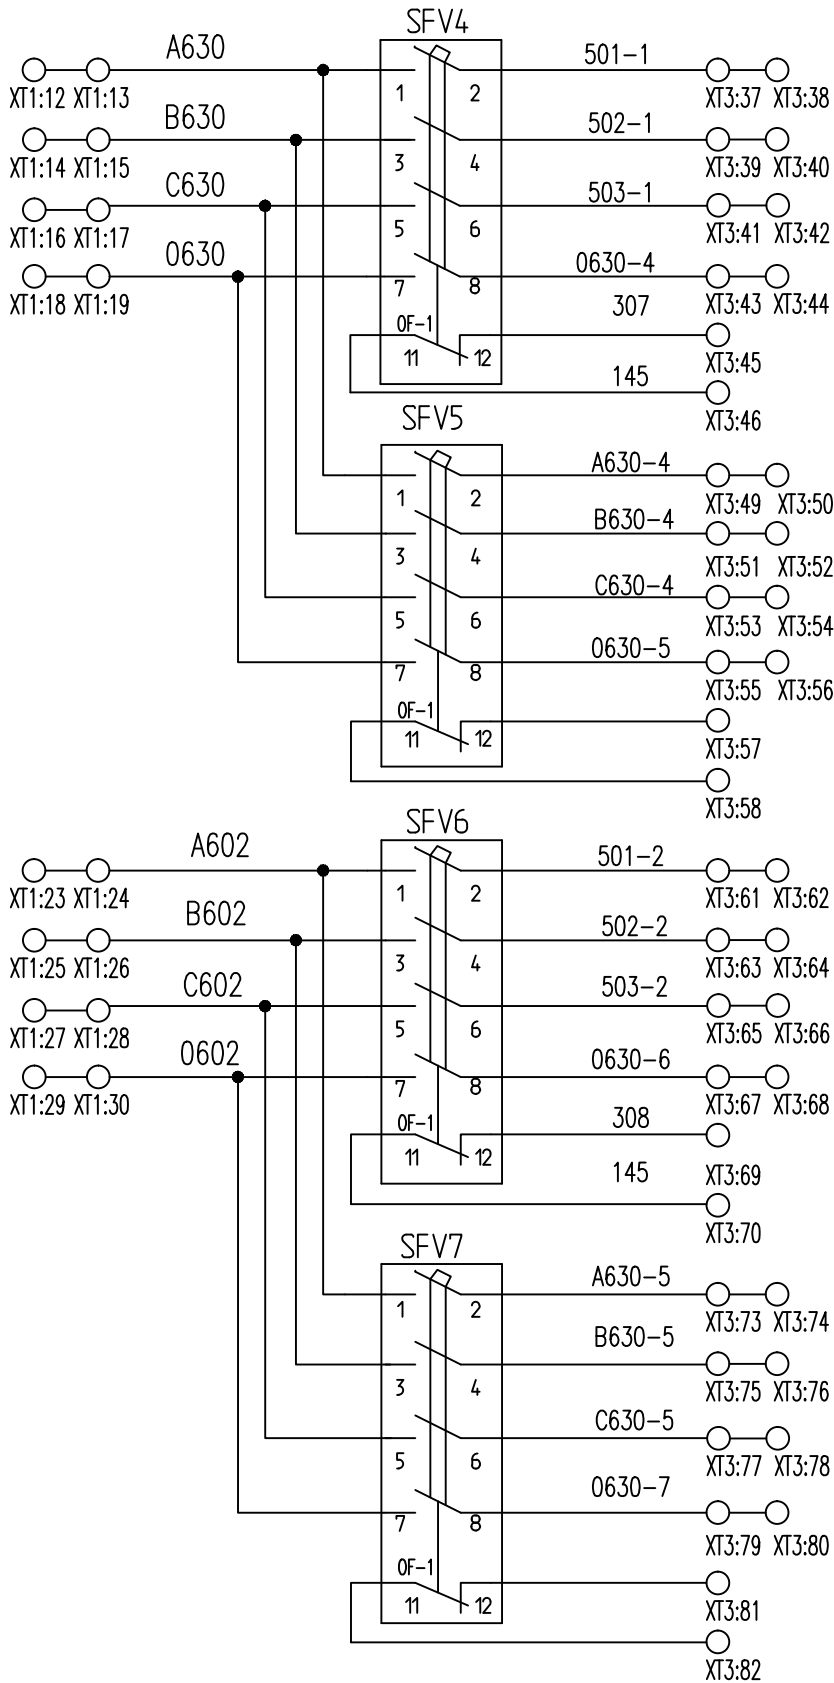 SFV4
A630 501-1
XT1:12 XT1:13 1 2 XT3:37 XT3:38
B630 502-1
XT1:14 XT1:15 3 4 XT3:39 XT3:40
C630 503-1
XT1:16 XT1:17 5 6 XT3:41 XT3:42
0630 0630-4
XT1:18 XT1:19 7 8 XT3:43 XT3:44
307
OF-1
11 12 XT3:45
145
XT3:46
SFV5
A630-4
1 2 XT3:49 XT3:50
B630-4
3 4 XT3:51 XT3:52
C630-4
5 6 XT3:53 XT3:54
0630-5
7 8 XT3:55 XT3:56
OF-1
11 12 XT3:57
XT3:58
SFV6
A602 501-2
XT1:23 XT1:24 1 2 XT3:61 XT3:62
B602 502-2
XT1:25 XT1:26 3 4 XT3:63 XT3:64
C602 503-2
XT1:27 XT1:28 5 6 XT3:65 XT3:66
0602 0630-6
XT1:29 XT1:30 7 8 XT3:67 XT3:68
308
OF-1
11 12 XT3:69
145
XT3:70
SFV7
A630-5
1 2 XT3:73 XT3:74
B630-5
3 4 XT3:75 XT3:76
C630-5
5 6 XT3:77 XT3:78
0630-7
7 8 XT3:79 XT3:80
OF-1
11 12 XT3:81
XT3:82